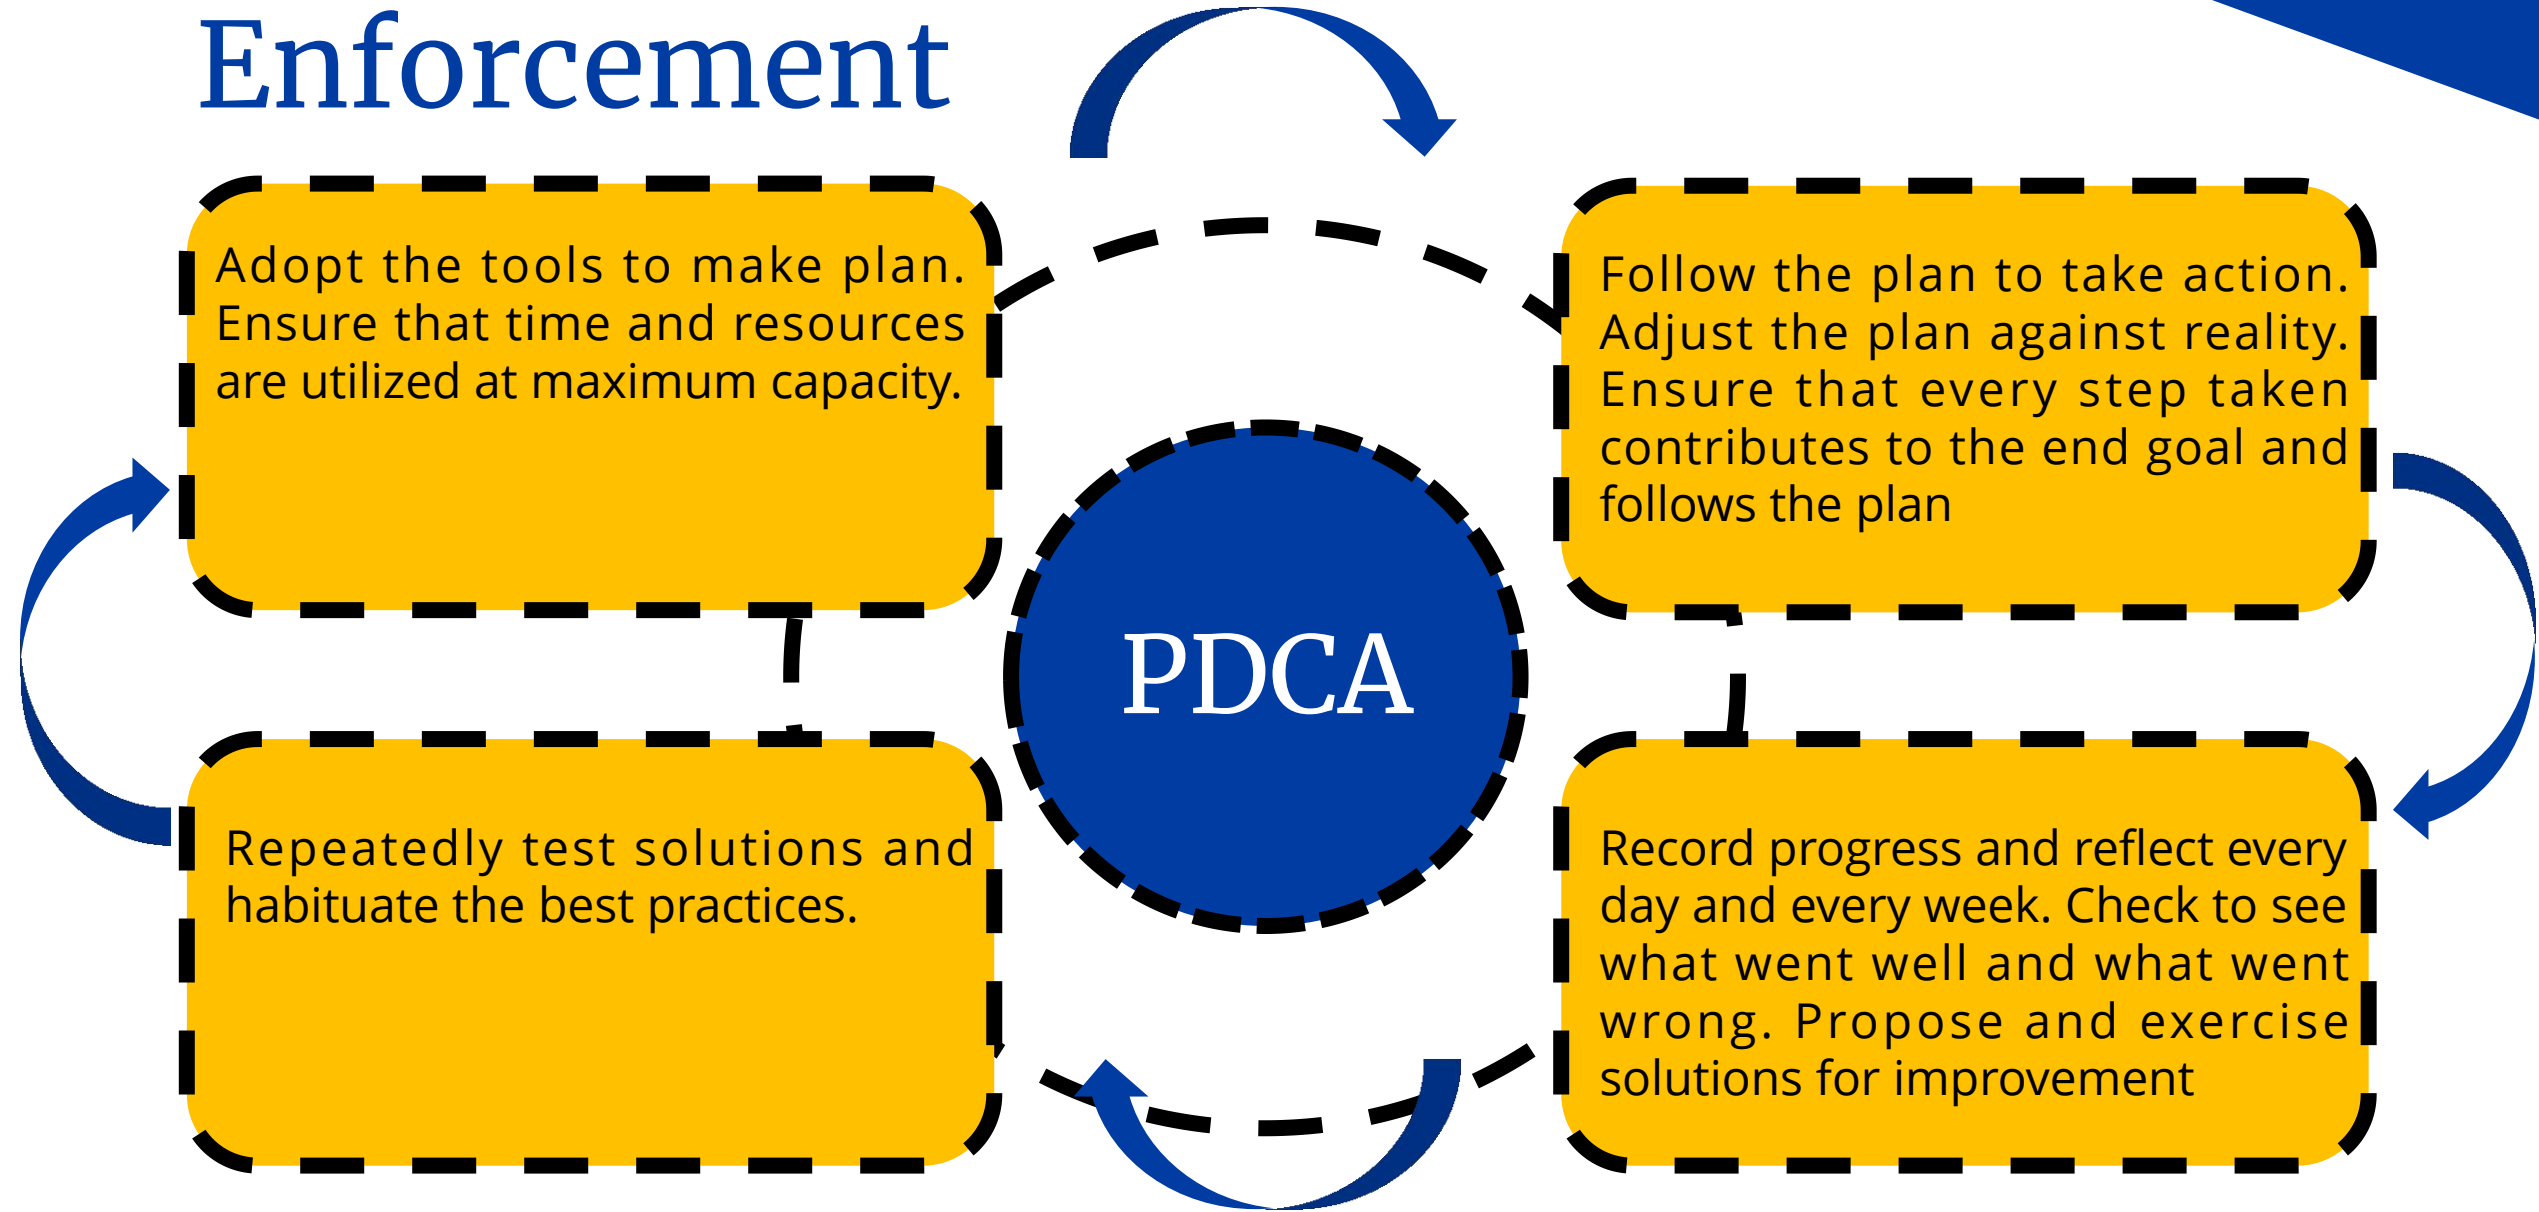 Enforcement
Adopt the tools to make plan.
Ensure that time and resources
are utilized at maximum capacity.
Follow the plan to take action.
Adjust the plan against reality.
Ensure that every step taken
contributes to the end goal and
follows the plan
PDCA
Repeatedly test solutions and
habituate the best practices.
Record progress and reflect every
day and every week. Check to see
what went well and what went
wrong. Propose and exercise
solutions for improvement